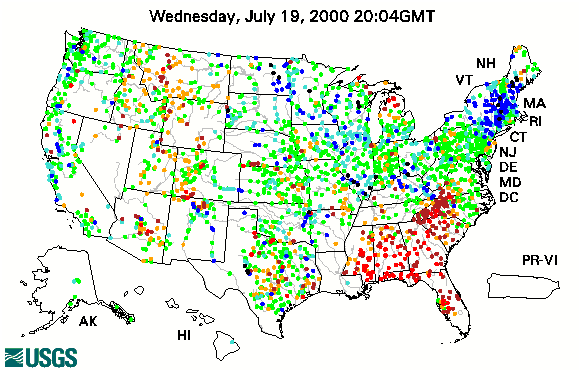 Wednesday, July 19, 2000 20:04GMT
NH
VT
MA
RI
CT
NJ
DE
MD
DC
PR-VI
AK
HI
USGS